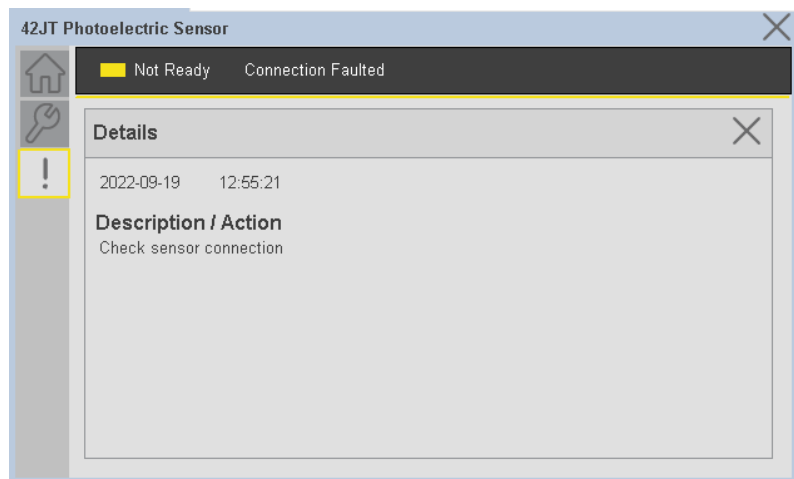 42JT Photoelectric Sensor
Not Ready Connection Faulted
Details
2022-09-19 12:55:21
Description / Action
Check sensor connection